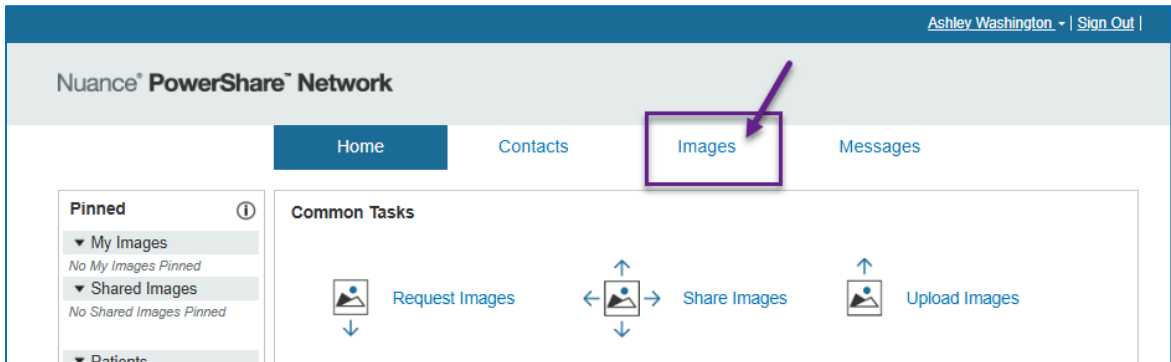 Ashley Washington | Sign Out |
Nuance® PowerShare™ Network
Home Contacts Images Messages
Pinned
My Images
No My Images Pinned
Shared Images
No Shared Images Pinned
Patients
Common Tasks
Request Images Share Images Upload Images